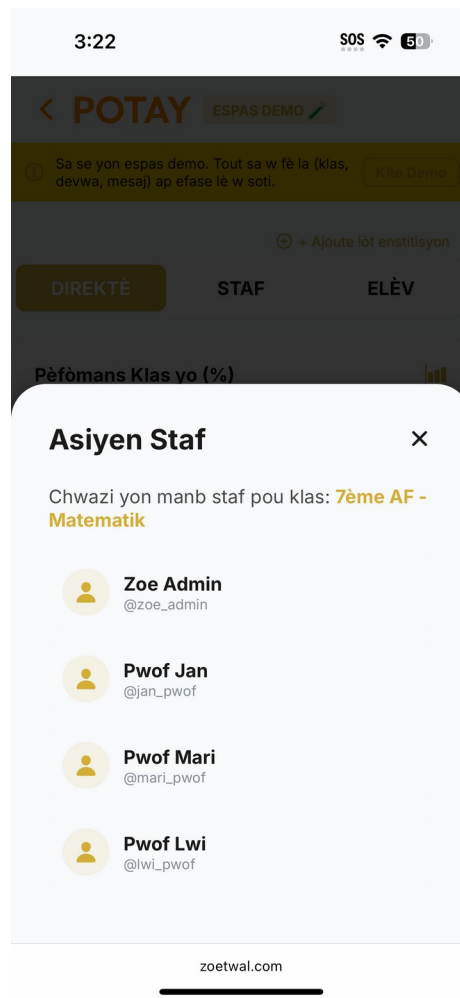 3:22
SOS
50
POTAY
ESPAS DEMO
Sa se yon espas demo. Tout sa w fè la (klas,
devwa, mesaj) ap efase lè w soti.
Kite Demo
+ Ajoute lòt enstitisyon
DIREKTÈ
STAF
ELÈV
Pèfòmans Klas yo (%)
Asiyen Staf
Chwazi yon manb staf pou klas: 7ème AF -
Matematik
Zoe Admin
@zoe_admin
Pwof Jan
@jan_pwof
Pwof Mari
@mari_pwof
Pwof Lwi
@lwi_pwof
zoetwal.com